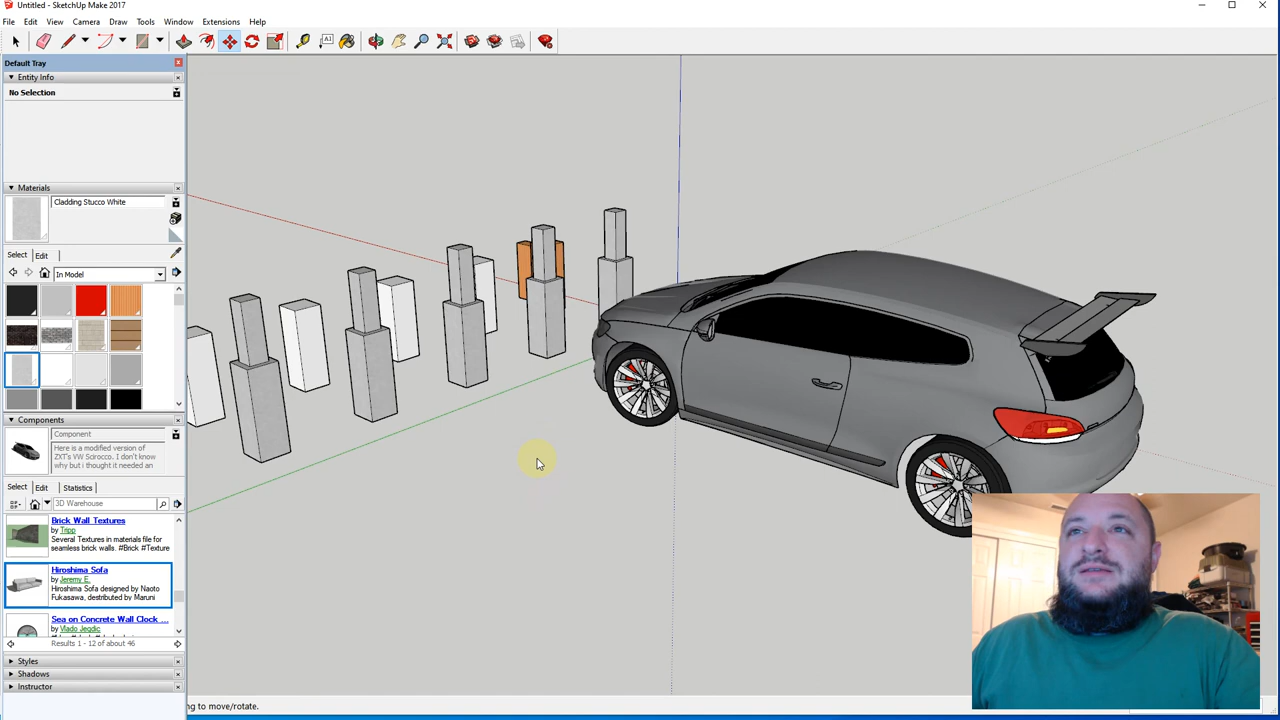 Untitled - SketchUp Make 2017
File Edit View Camera Draw Tools Window Extensions Help
Default Tray
Entity Info
No Selection
Materials
Cladding Stucco White
Select Edit
In Model
Components
Component
Here is a modified version of
ZXT's VW Scirocco. I don't know
why but i thought it needed an
Select Edit Statistics
3D Warehouse
Brick Wall Textures
by Tripp
Several Textures in materials file for
seamless brick walls. #Brick #Texture
Hiroshima Sofa
by Jeremy E.
Hiroshima Sofa designed by Naoto
Fukasawa, destributed by Maruni
Sea on Concrete Wall Clock ...
by Vlado Jegdic
Results 1 - 12 of about 46
Styles
Shadows
Instructor
ng to move/rotate.